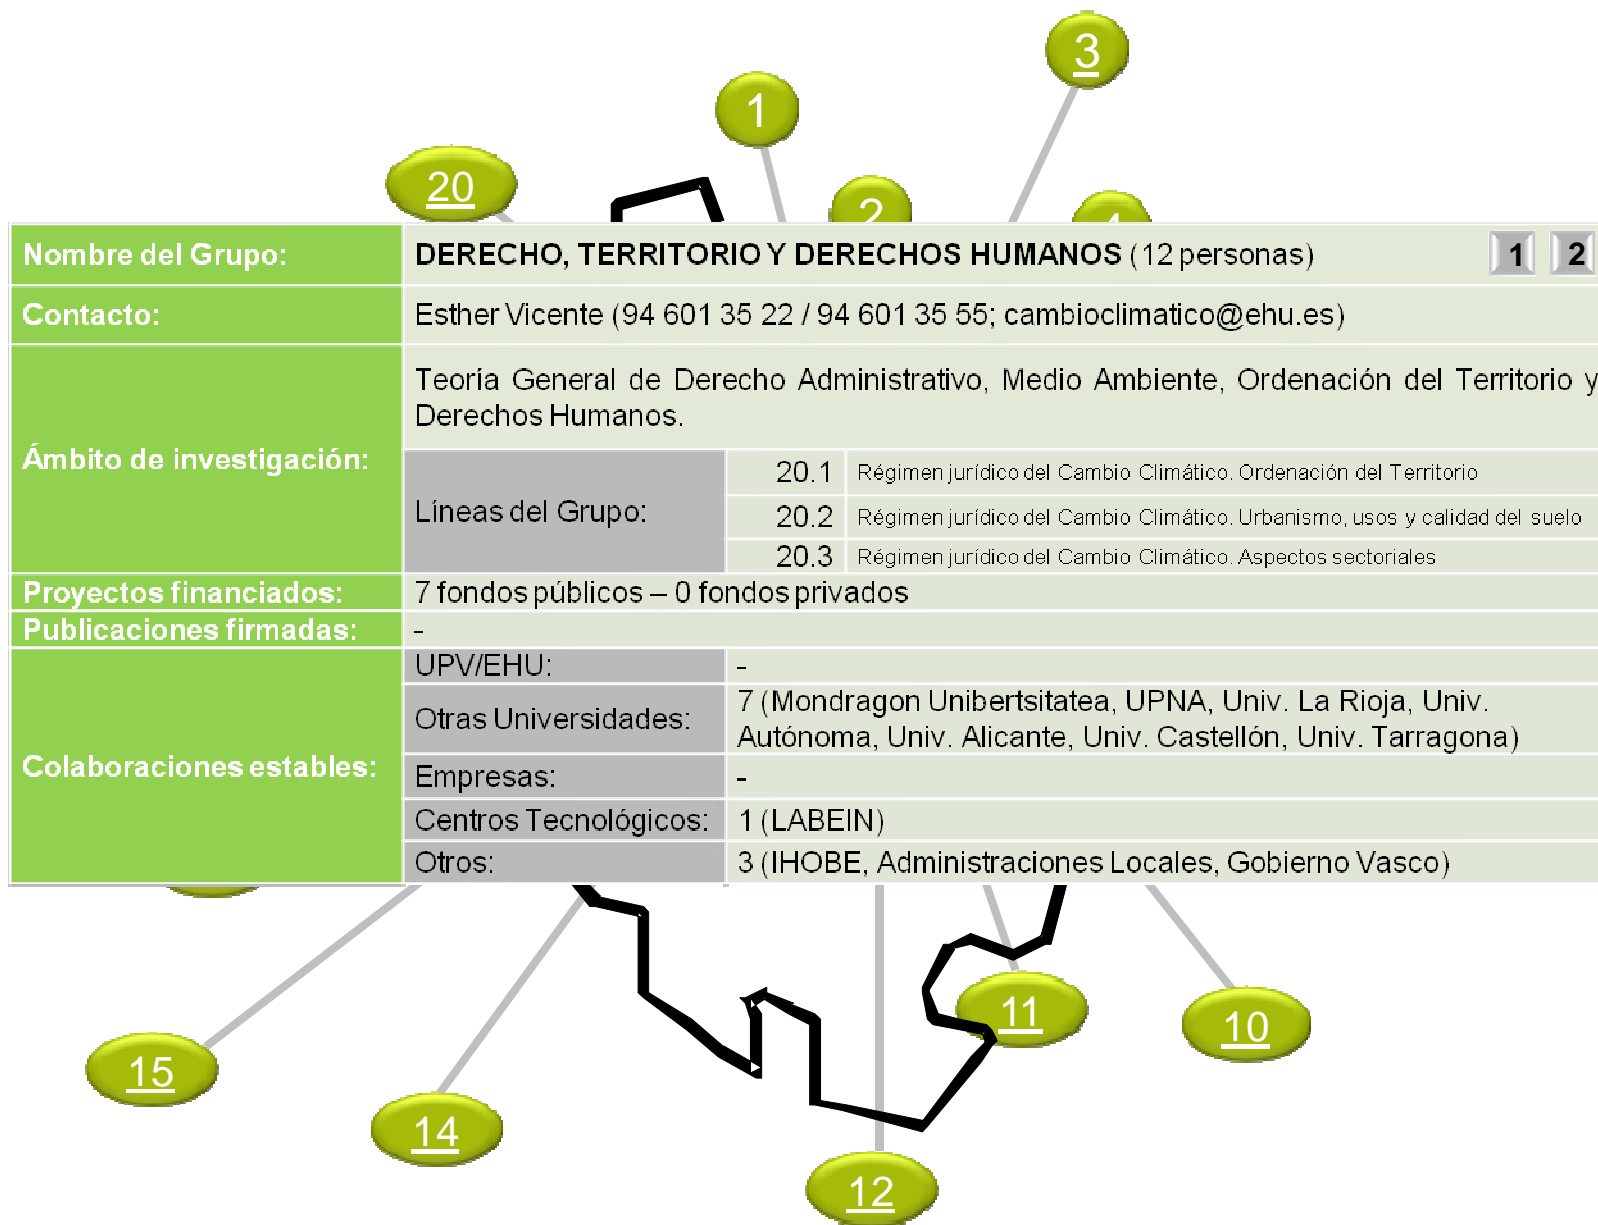 3
1
20
2
4
Nombre del Grupo: DERECHO, TERRITORIO Y DERECHOS HUMANOS (12 personas) 1 2
Contacto: Esther Vicente (94 601 35 22 / 94 601 35 55; cambioclimatico@ehu.es)
Ámbito de investigación:
Teoría General de Derecho Administrativo, Medio Ambiente, Ordenación del Territorio y
Derechos Humanos.
Líneas del Grupo:
20.1 Régimen jurídico del Cambio Climático. Ordenación del Territorio
20.2 Régimen jurídico del Cambio Climático. Urbanismo, usos y calidad del suelo
20.3 Régimen jurídico del Cambio Climático. Aspectos sectoriales
Proyectos financiados: 7 fondos públicos – 0 fondos privados
Publicaciones firmadas: -
Colaboraciones estables:
UPV/EHU: -
Otras Universidades:
7 (Mondragon Unibertsitatea, UPNA, Univ. La Rioja, Univ.
Autónoma, Univ. Alicante, Univ. Castellón, Univ. Tarragona)
Empresas: -
Centros Tecnológicos: 1 (LABEIN)
Otros: 3 (IHOBE, Administraciones Locales, Gobierno Vasco)
11
10
15
14
12